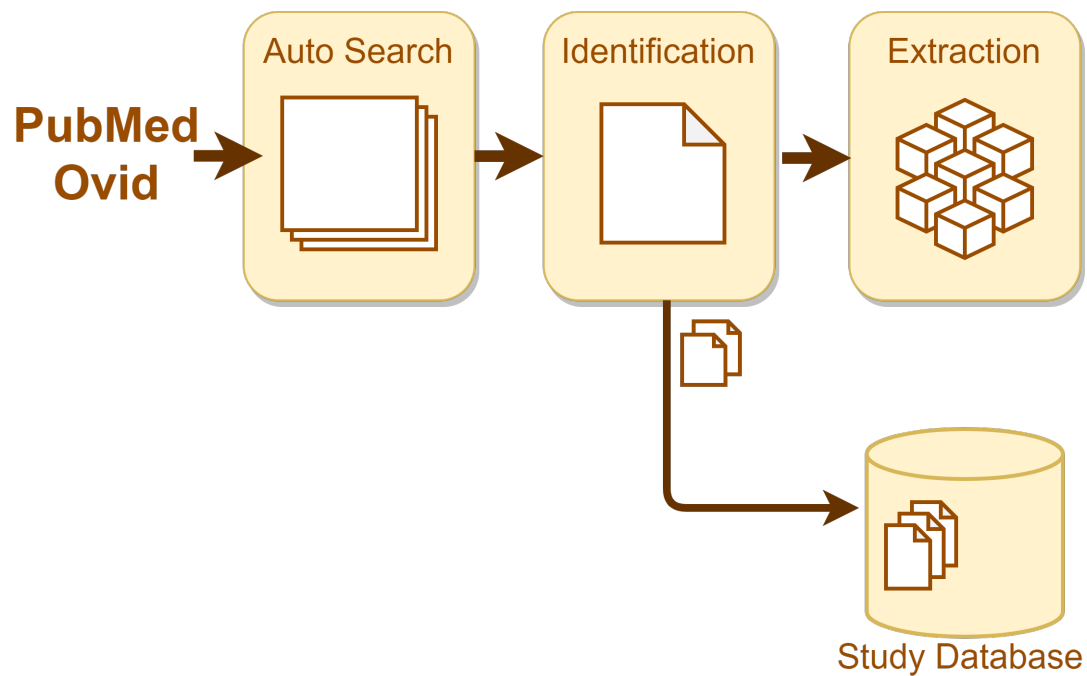 Auto Search
Identification
Extraction
PubMed
Ovid
Study Database